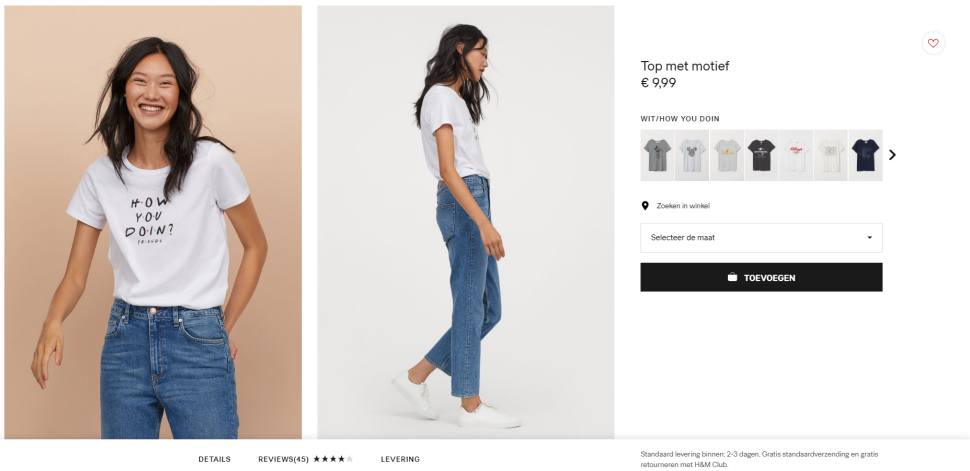 H·O·W
YOU
DOIN?
FRIENDS
Top met motief
€ 9,99
WIT/HOW YOU DOIN
Zoeken in winkel
Selecteer de maat
TOEVOEGEN
DETAILS
REVIEWS(45)
LEVERING
Standaard levering binnen: 2-3 dagen. Gratis standaardverzending en gratis
retourneren met H&M Club.